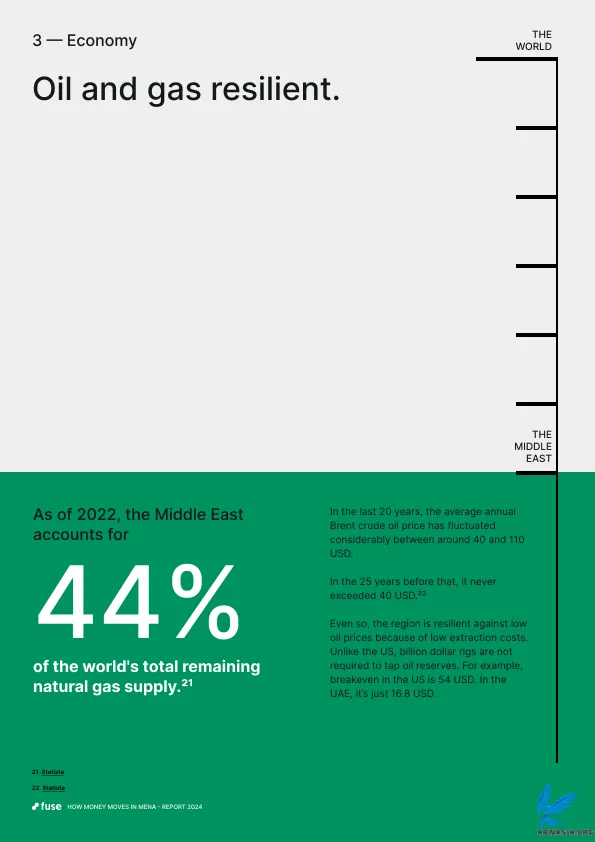 3 — Economy
THE
WORLD
Oil and gas resilient.
THE
MIDDLE
EAST
As of 2022, the Middle East
accounts for
44%
of the world's total remaining
natural gas supply.²¹
In the last 20 years, the average annual
Brent crude oil price has fluctuated
considerably between around 40 and 110
USD.
In the 25 years before that, it never
exceeded 40 USD.²²
Even so, the region is resilient against low
oil prices because of low extraction costs.
Unlike the US, billion dollar rigs are not
required to tap oil reserves. For example,
breakeven in the US is 54 USD. In the
UAE, it's just 16.8 USD.
21 Statista
22 Statista
fuse HOW MONEY MOVES IN MENA - REPORT 2024